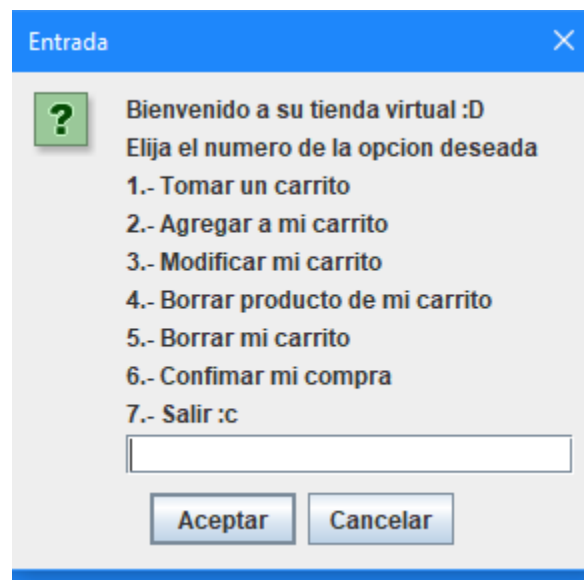 Entrada
Bienvenido a su tienda virtual :D
Elija el numero de la opcion deseada
1.- Tomar un carrito
2.- Agregar a mi carrito
3.- Modificar mi carrito
4.- Borrar producto de mi carrito
5.- Borrar mi carrito
6.- Confimar mi compra
7.- Salir :c
Aceptar Cancelar